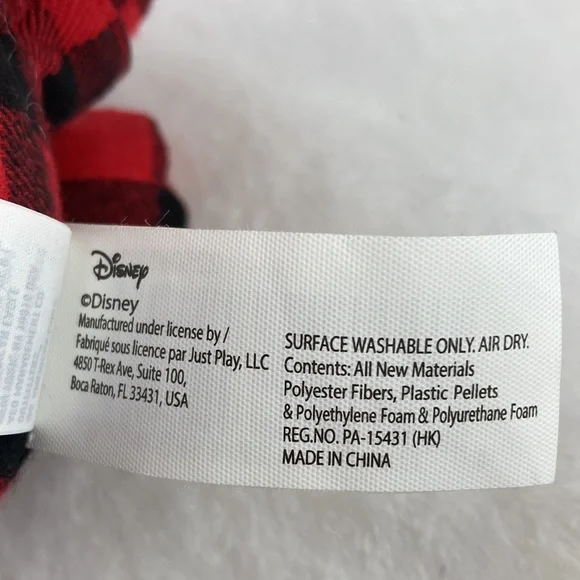 Disney
©Disney
Manufactured under license by /
Fabriqué sous licence par Just Play, LLC
4850 T-Rex Ave, Suite 100,
Boca Raton, FL 33431, USA
SURFACE WASHABLE ONLY. AIR DRY.
Contents: All New Materials
Polyester Fibers, Plastic Pellets
& Polyethylene Foam & Polyurethane Foam
REG.NO. PA-15431 (HK)
MADE IN CHINA